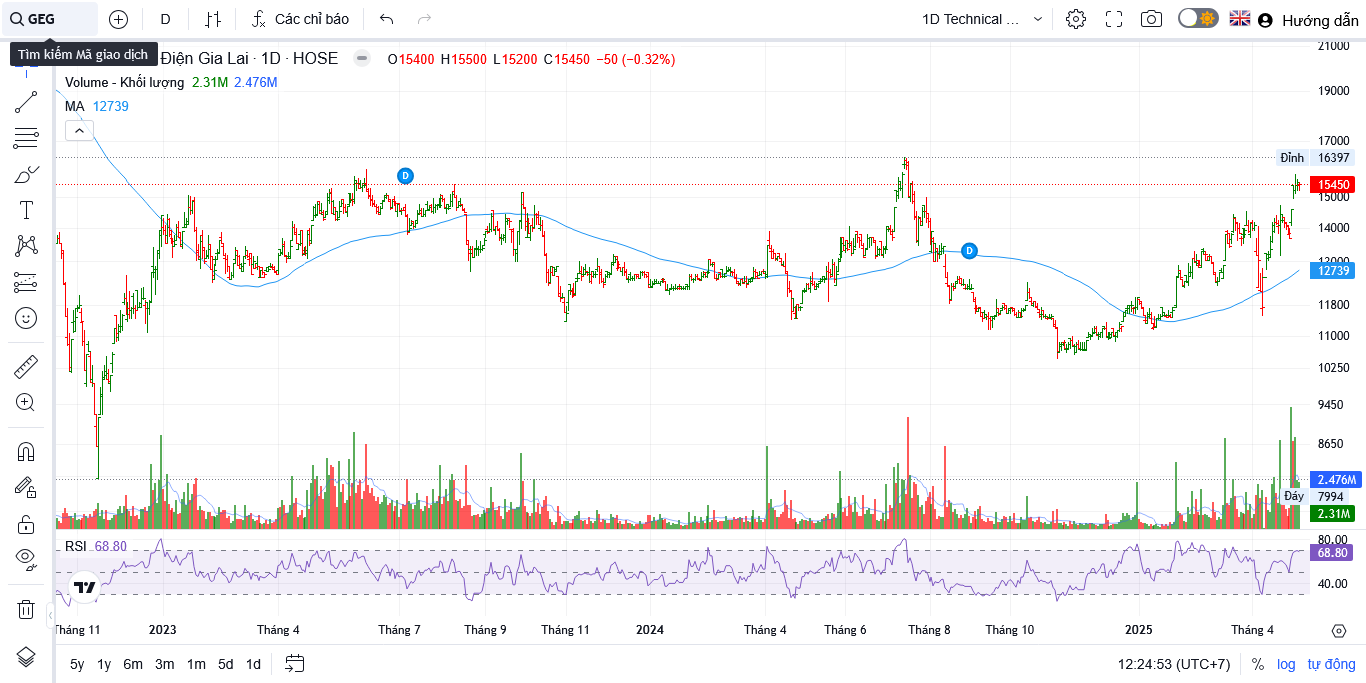 GEG
D
Các chỉ báo
1D Technical ...
Hướng dẫn
Tìm kiếm Mã giao dịch
Điện Gia Lai · 1D · HOSE
O15400 H15500 L15200 C15450 −50 (−0.32%)
Volume - Khối lượng 2.31M 2.476M
MA 12739
21000
19000
17000
Đỉnh 16397
15450
15000
14000
12739
11800
11000
10250
9450
8650
2.476M
Đáy 7994
2.31M
D
D
RSI 68.80
80.00
68.80
40.00
Tháng 11 2023 Tháng 4 Tháng 7 Tháng 9 Tháng 11 2024 Tháng 4 Tháng 6 Tháng 8 Tháng 10 2025 Tháng 4
5y 1y 6m 3m 1m 5d 1d
12:24:53 (UTC+7) % log tự động